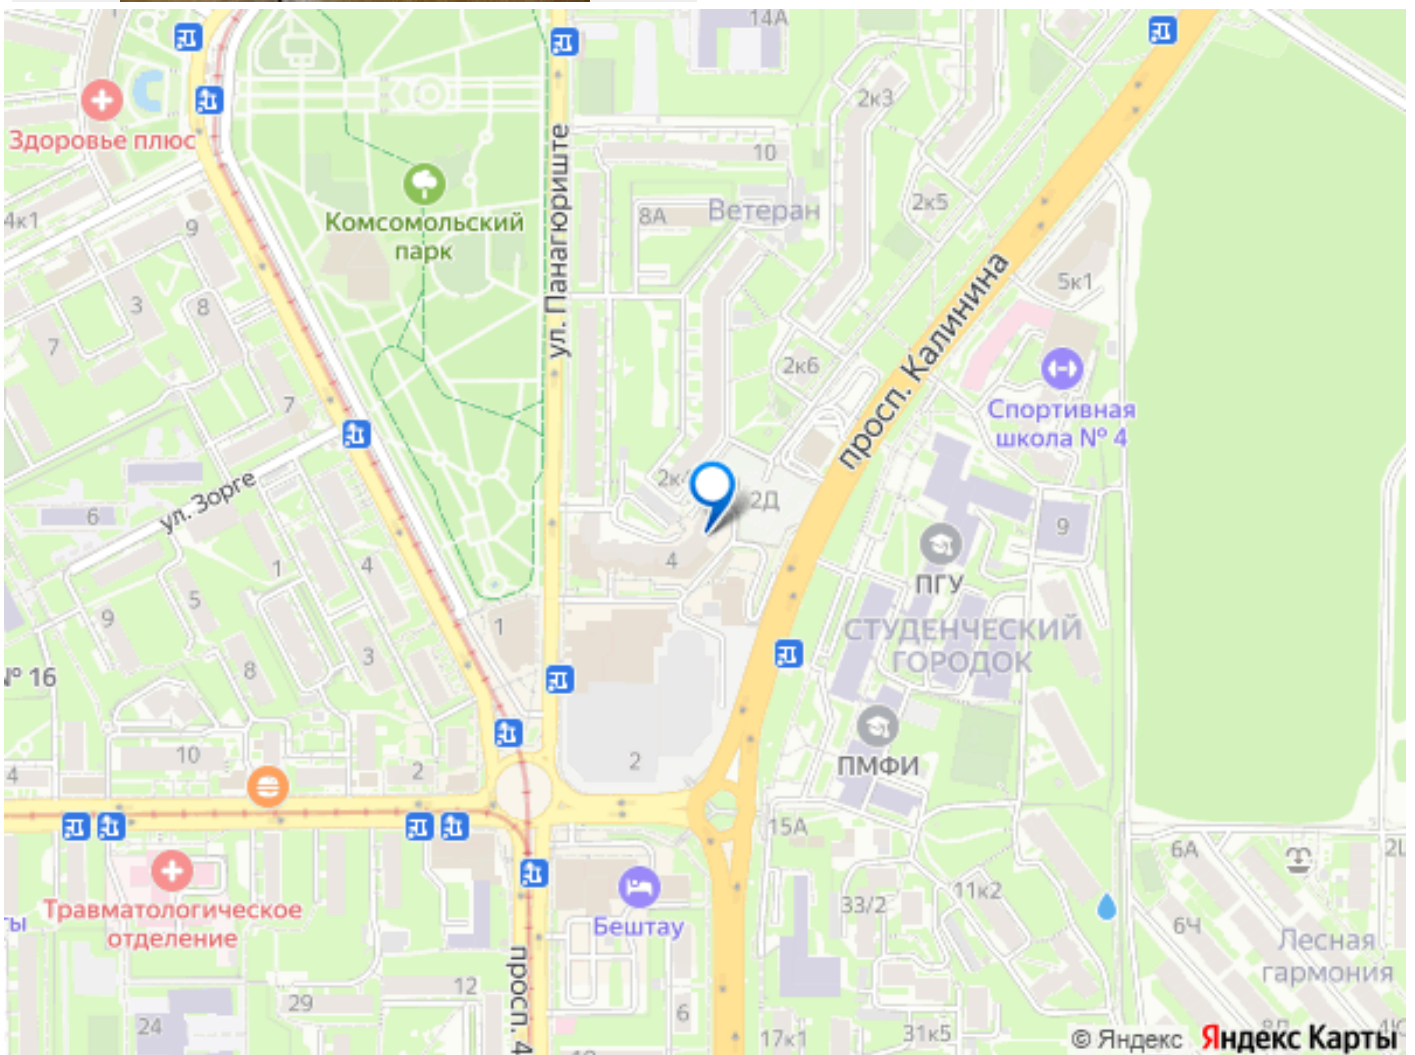 14А
2к3
Здоровье плюс
ул. Панагюриште
10
4к1
9
Комсомольский
парк
8А
Ветеран
2к5
просп. Калинина
5к1
3
8
7
2к6
7
Спортивная
школа № 4
ул. Зорге
6
2Д
9
4
1
4
ПГУ
5
9
1
СТУДЕНЧЕСКИЙ
ГОРОДОК
3
8
№ 16
10
2
2
ПМФИ
4
15А
6А
Травматологическое
отделение
33/2
11к2
6Ч
Бештау
Лесная
гармония
просп. 4
12
29
24
6
17к1
31к5
© Яндекс Яндекс Карты